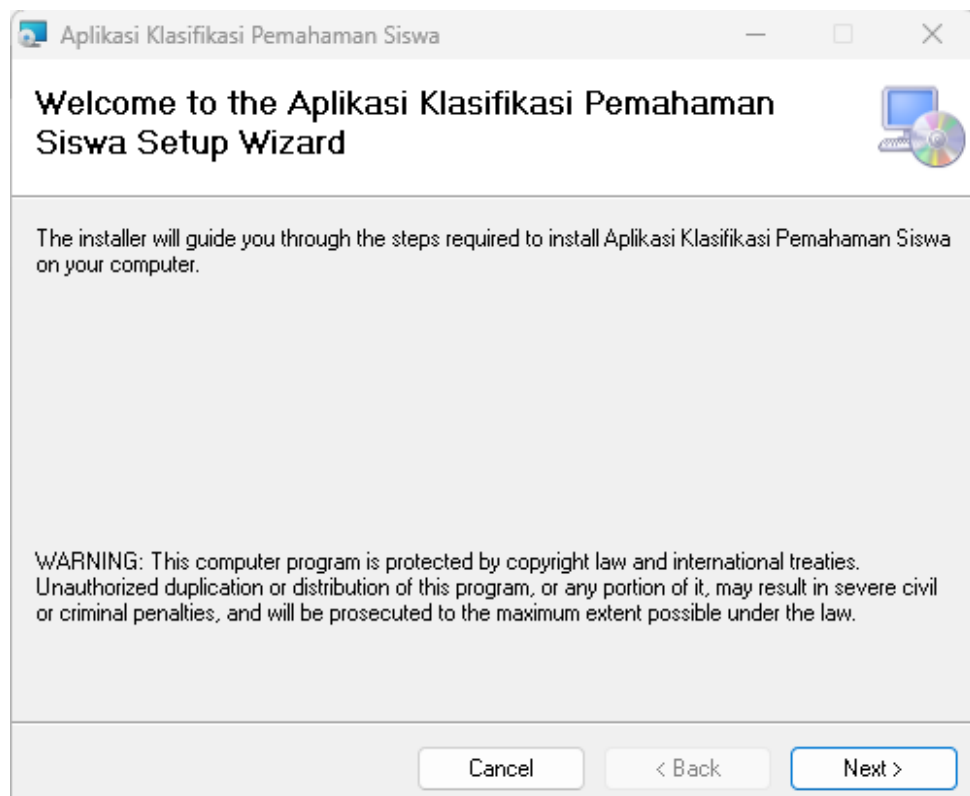 Aplikasi Klasifikasi Pemahaman Siswa
Welcome to the Aplikasi Klasifikasi Pemahaman
Siswa Setup Wizard
The installer will guide you through the steps required to install Aplikasi Klasifikasi Pemahaman Siswa
on your computer.
WARNING: This computer program is protected by copyright law and international treaties.
Unauthorized duplication or distribution of this program, or any portion of it, may result in severe civil
or criminal penalties, and will be prosecuted to the maximum extent possible under the law.
Cancel < Back Next >